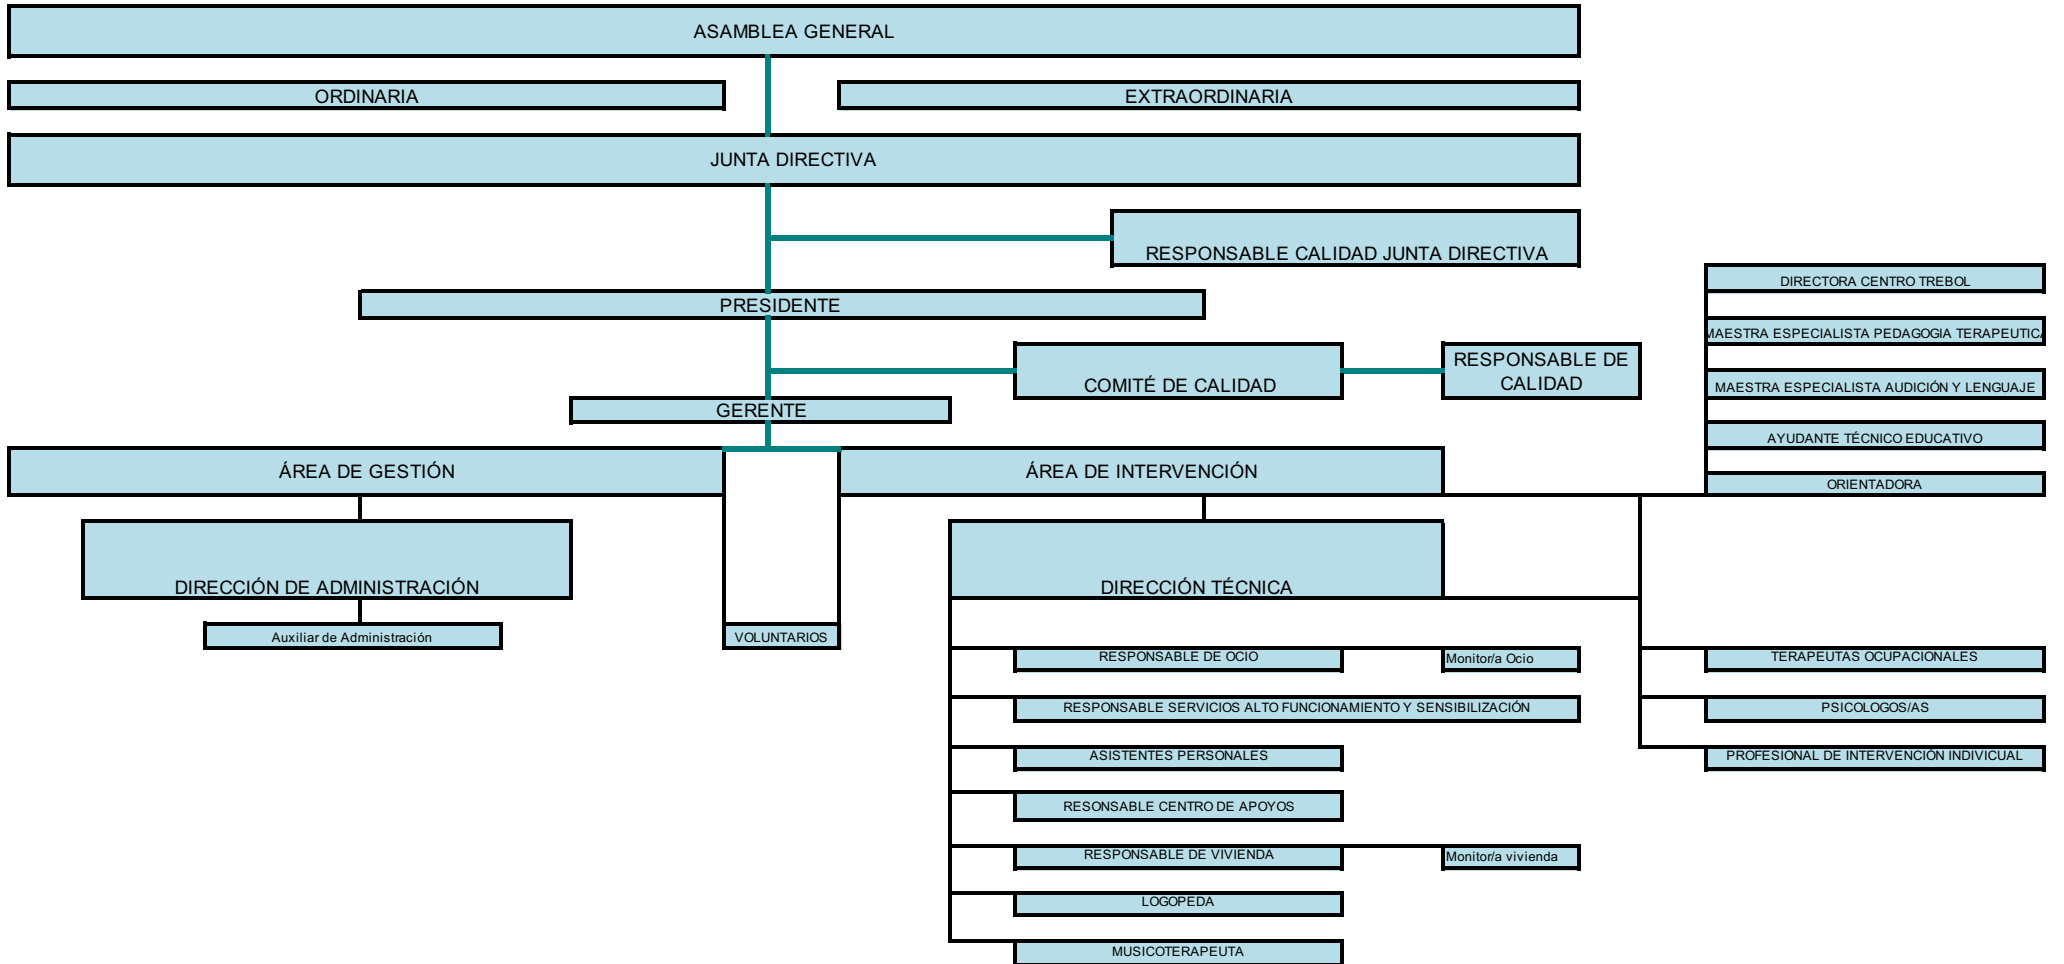 ASAMBLEA GENERAL
ORDINARIA
EXTRAORDINARIA
JUNTA DIRECTIVA
RESPONSABLE CALIDAD JUNTA DIRECTIVA
PRESIDENTE
COMITÉ DE CALIDAD
RESPONSABLE DE
CALIDAD
GERENTE
DIRECTORA CENTRO TREBOL
MAESTRA ESPECIALISTA PEDAGOGIA TERAPEUTICA
MAESTRA ESPECIALISTA AUDICIÓN Y LENGUAJE
AYUDANTE TÉCNICO EDUCATIVO
ORIENTADORA
ÁREA DE GESTIÓN
ÁREA DE INTERVENCIÓN
DIRECCIÓN DE ADMINISTRACIÓN
Auxiliar de Administración
VOLUNTARIOS
DIRECCIÓN TÉCNICA
RESPONSABLE DE OCIO
Monitor/a Ocio
RESPONSABLE SERVICIOS ALTO FUNCIONAMIENTO Y SENSIBILIZACIÓN
ASISTENTES PERSONALES
RESONSABLE CENTRO DE APOYOS
RESPONSABLE DE VIVIENDA
Monitor/a vivienda
LOGOPEDA
MUSICOTERAPEUTA
TERAPEUTAS OCUPACIONALES
PSICOLOGOS/AS
PROFESIONAL DE INTERVENCIÓN INDIVICUAL